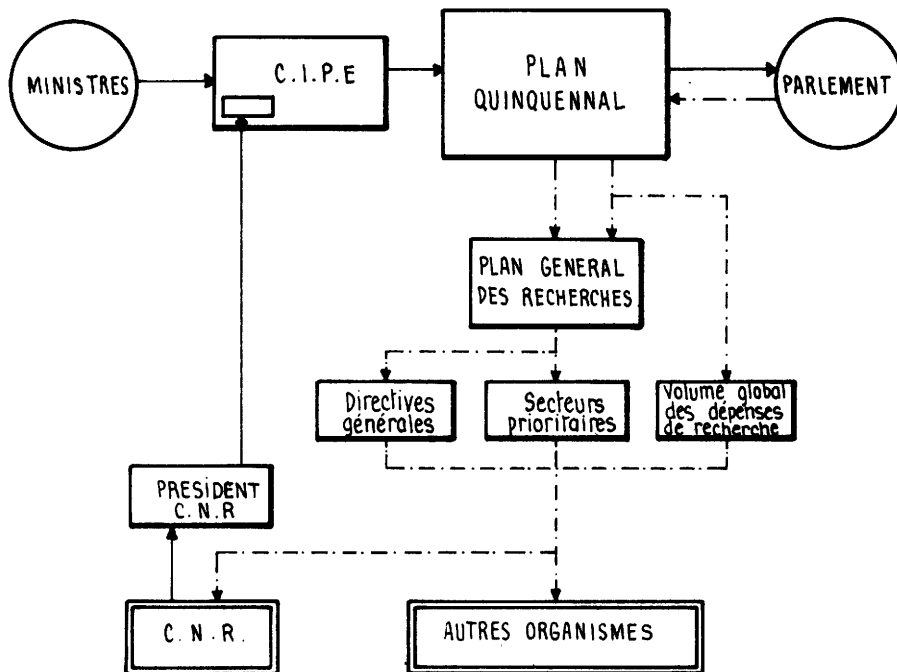 MINISTRES
C.I.P.E
PLAN
QUINQUENNAL
PARLEMENT
PLAN GENERAL
DES RECHERCHES
Directives
générales
Secteurs
prioritaires
Volume global
des dépenses
de recherche
PRESIDENT
C.N.R
C.N.R.
AUTRES ORGANISMES